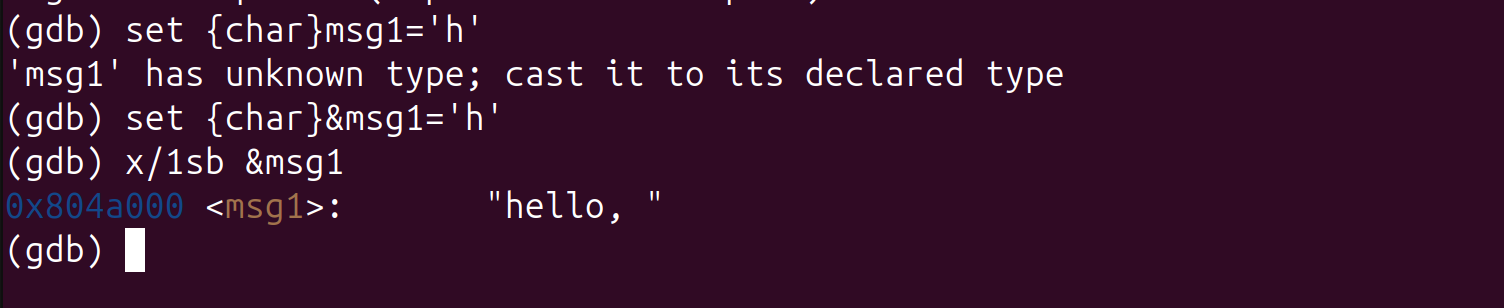 (gdb) set {char}msg1='h'
'msg1' has unknown type; cast it to its declared type
(gdb) set {char}&msg1='h'
(gdb) x/1sb &msg1
0x804a000 <msg1>:	"hello, "
(gdb)